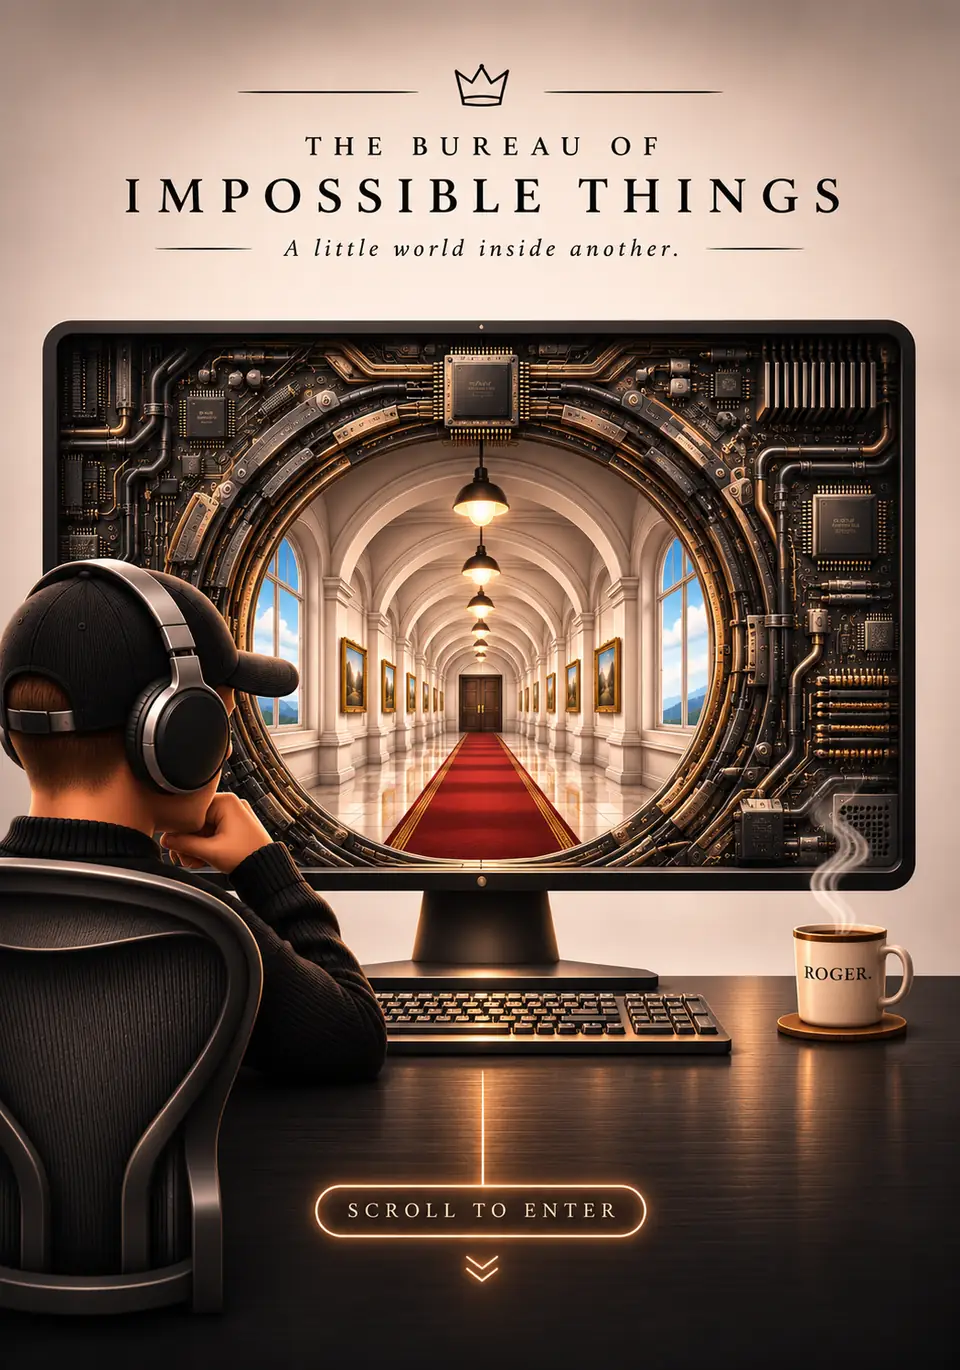 THE BUREAU OF
IMPOSSIBLE THINGS
A little world inside another.
ROGER.
SCROLL TO ENTER